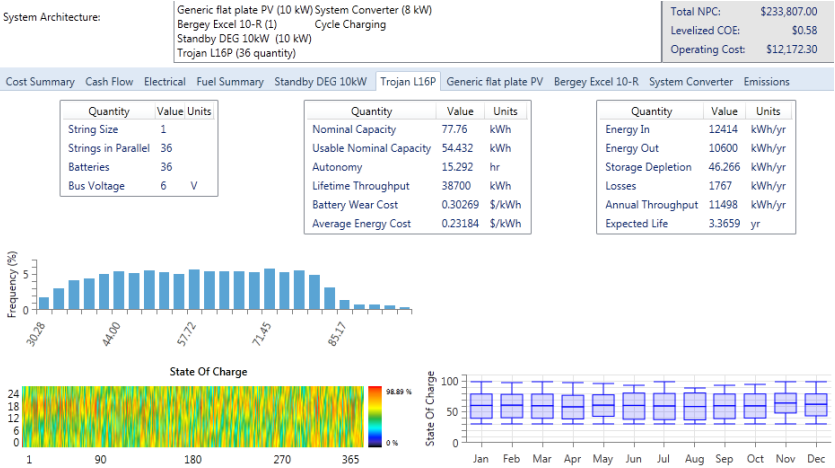 System Architecture:
Generic flat plate PV (10 kW) System Converter (8 kW)
Bergey Excel 10-R (1) Cycle Charging
Standby DEG 10kW (10 kW)
Trojan L16P (36 quantity)
Total NPC: $233,807.00
Levelized COE: $0.58
Operating Cost: $12,172.30
Cost Summary Cash Flow Electrical Fuel Summary Standby DEG 10kW Trojan L16P Generic flat plate PV Bergey Excel 10-R System Converter Emissions
Quantity Value Units
String Size 1
Strings in Parallel 36
Batteries 36
Bus Voltage 6 V
Quantity Value Units
Nominal Capacity 77.76 kWh
Usable Nominal Capacity 54.432 kWh
Autonomy 15.292 hr
Lifetime Throughput 38700 kWh
Battery Wear Cost 0.30269 $/kWh
Average Energy Cost 0.23184 $/kWh
Quantity Value Units
Energy In 12414 kWh/yr
Energy Out 10600 kWh/yr
Storage Depletion 46.266 kWh/yr
Losses 1767 kWh/yr
Annual Throughput 11498 kWh/yr
Expected Life 3.3659 yr
Frequency (%)
5
0
30.28 44.00 57.72 71.45 85.17
State Of Charge
24
18
12
6
0
1 90 180 270 365
98.89 %
0 %
State Of Charge
100
50
0
Jan Feb Mar Apr May Jun Jul Aug Sep Oct Nov Dec